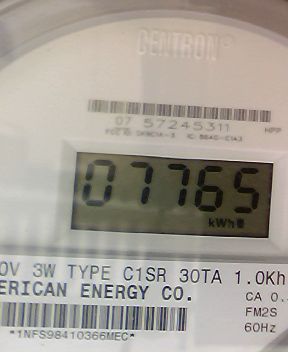 CENTRON®
07 57245311
HPP
07765
kWh
0V 3W TYPE C1SR 30TA 1.0Kh
ERICAN ENERGY CO.
CA 0.
FM2S
*1NFS98410366MEC*
60Hz